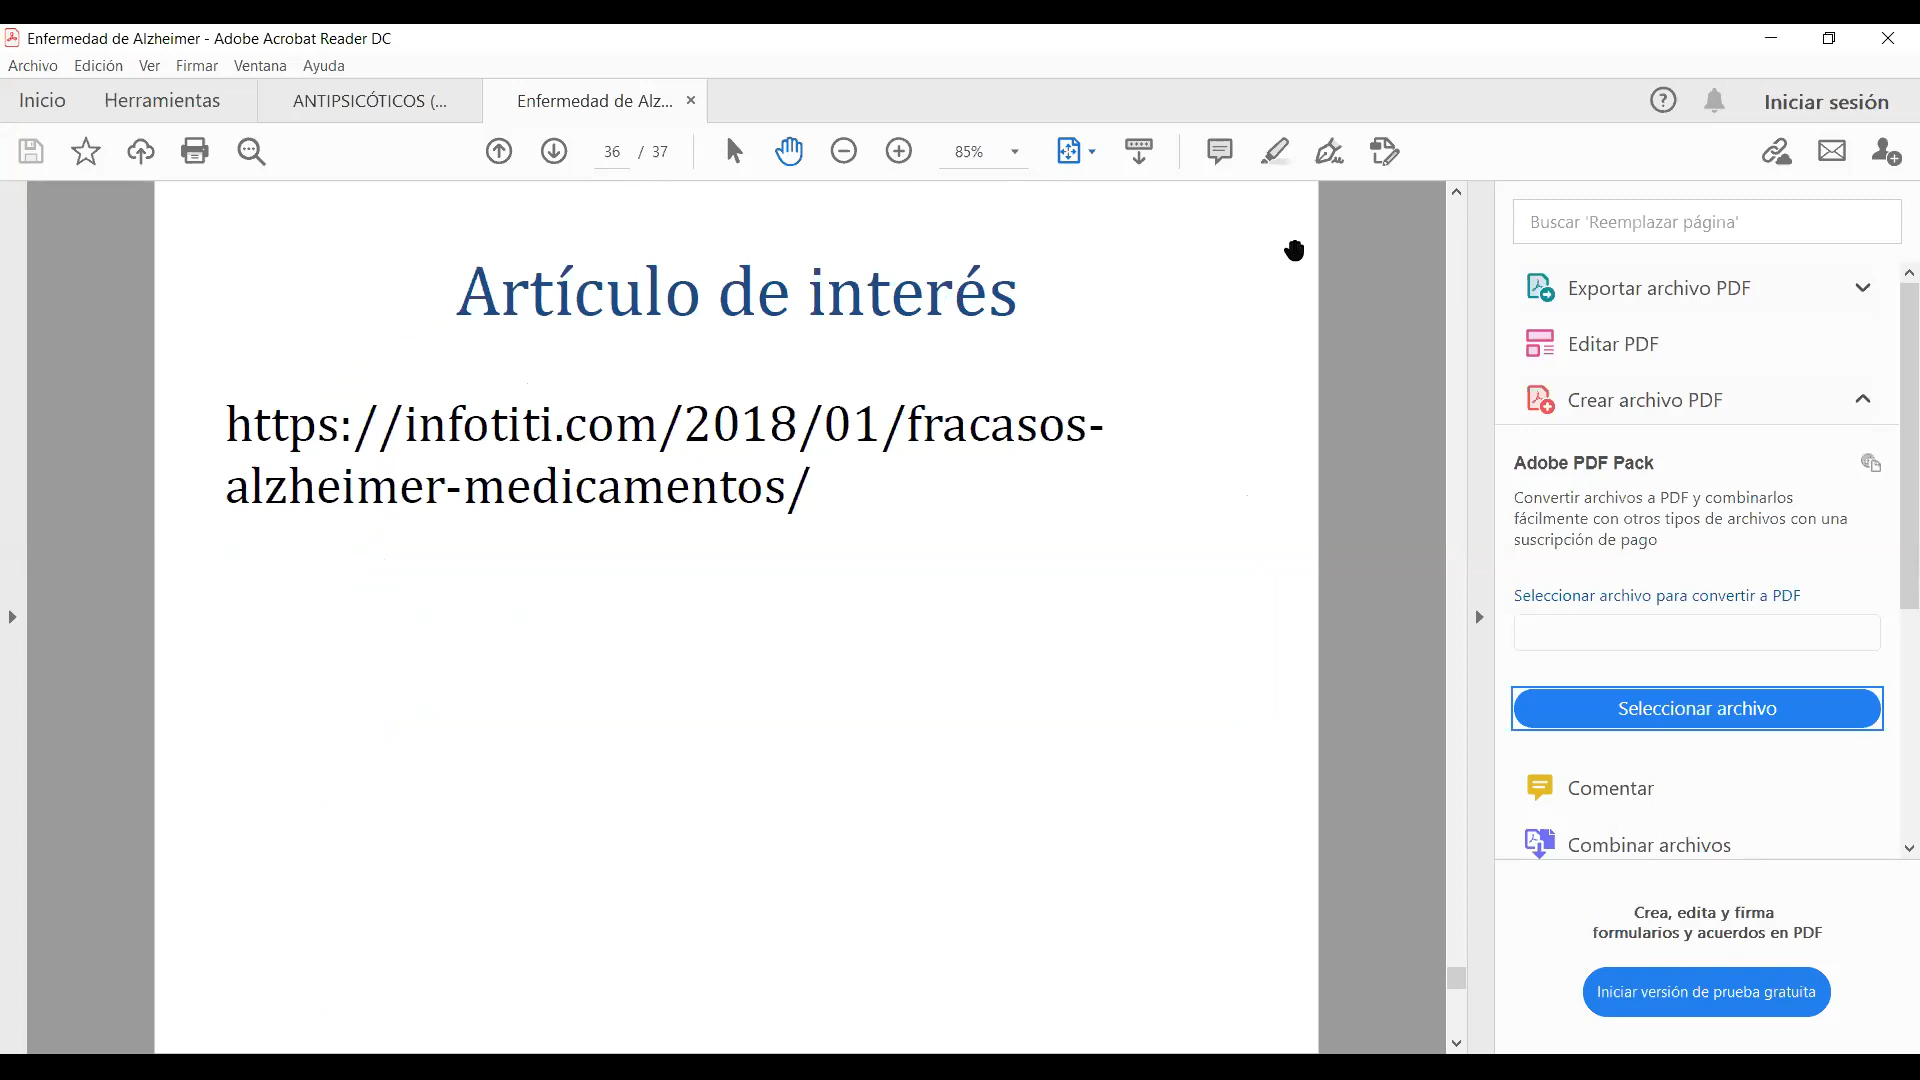 Enfermedad de Alzheimer - Adobe Acrobat Reader DC
Archivo Edición Ver Firmar Ventana Ayuda
Inicio Herramientas ANTIPSICÓTICOS (... Enfermedad de Alz... Iniciar sesión
36 / 37 85%
Artículo de interés
https://infotiti.com/2018/01/fracasos-
alzheimer-medicamentos/
Buscar 'Reemplazar página'
Exportar archivo PDF
Editar PDF
Crear archivo PDF
Adobe PDF Pack
Convertir archivos a PDF y combinarlos
fácilmente con otros tipos de archivos con una
suscripción de pago
Seleccionar archivo para convertir a PDF
Seleccionar archivo
Comentar
Combinar archivos
Crea, edita y firma
formularios y acuerdos en PDF
Iniciar versión de prueba gratuita